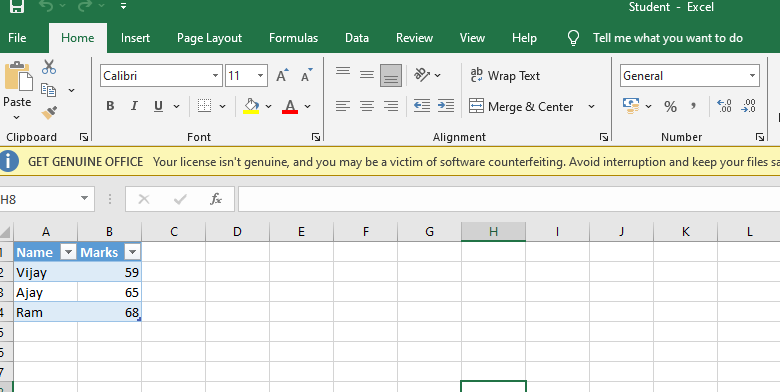 Student - Excel
File Home Insert Page Layout Formulas Data Review View Help Tell me what you want to do
Calibri 11 A A ab Wrap Text General
Paste B I U A Merge & Center % , .00
Clipboard Font Alignment Number
GET GENUINE OFFICE Your license isn't genuine, and you may be a victim of software counterfeiting. Avoid interruption and keep your files sa
H8 fx
A B C D E F G H I J K L
1 Name Marks
2 Vijay 59
3 Ajay 65
4 Ram 68
5
6
7